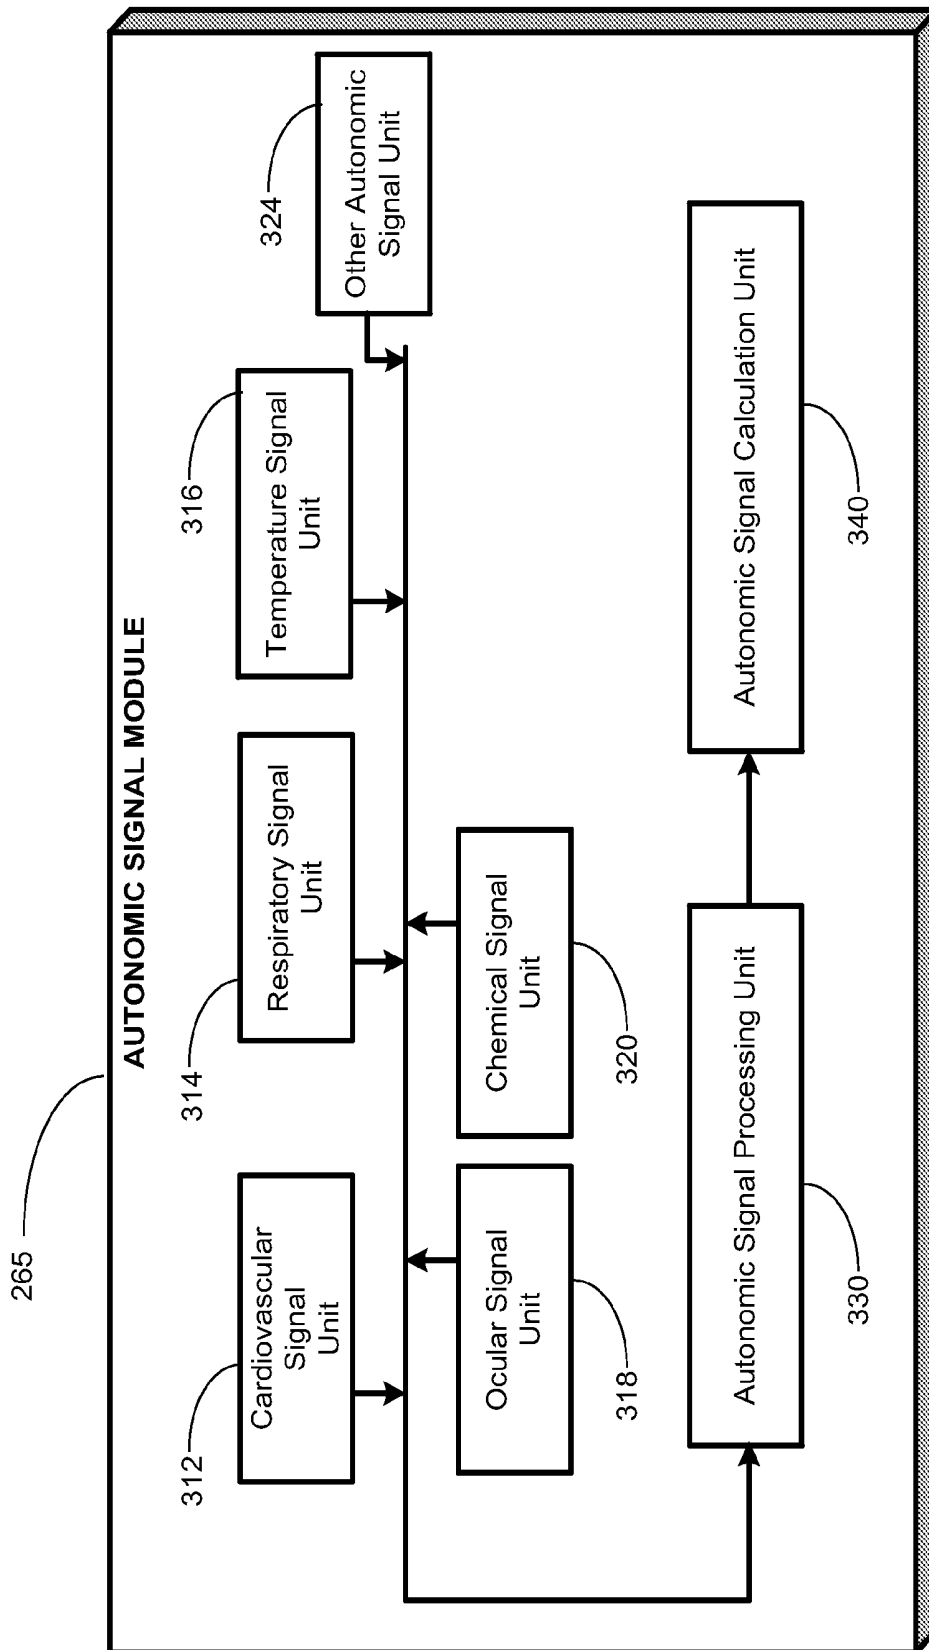 265
AUTONOMIC SIGNAL MODULE
312
Cardiovascular
Signal
Unit
314
Respiratory Signal
Unit
316
Temperature Signal
Unit
324
Other Autonomic
Signal Unit
Ocular Signal
Unit
318
Chemical Signal
Unit
320
Autonomic Signal Processing Unit
330
Autonomic Signal Calculation Unit
340